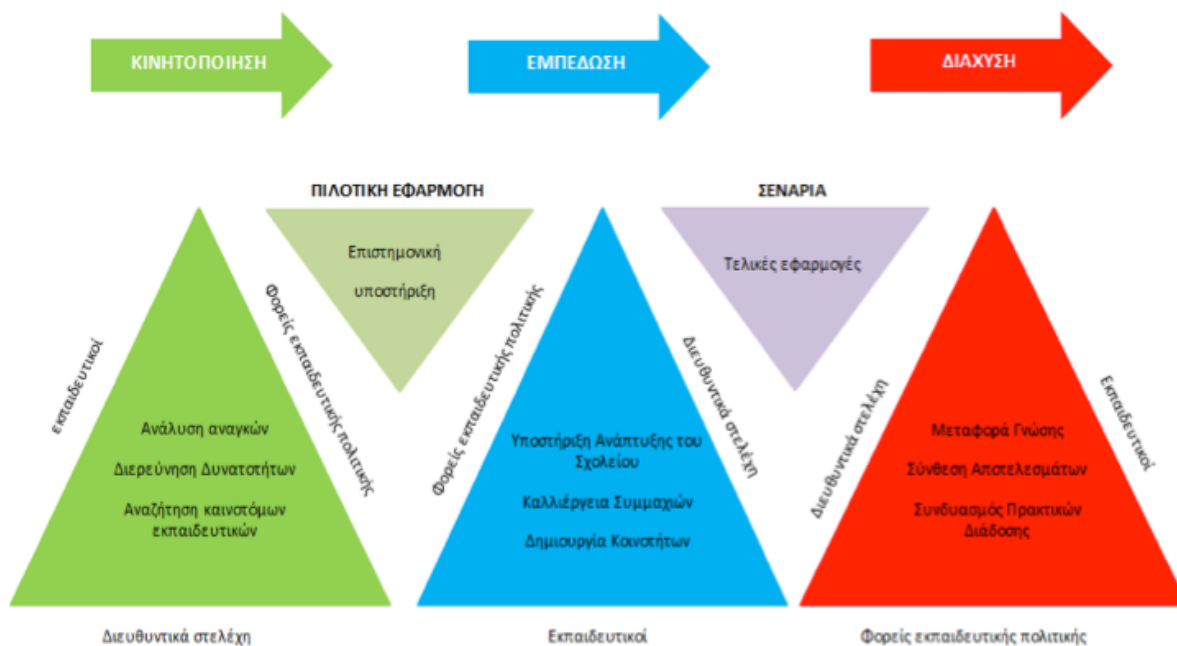 ΚΙΝΗΤΟΠΟΙΗΣΗ
ΕΜΠΕΔΩΣΗ
ΔΙΑΧΥΣΗ
ΠΙΛΟΤΙΚΗ ΕΦΑΡΜΟΓΗ
ΣΕΝΑΡΙΑ
Επιστημονική
υποστήριξη
Τελικές εφαρμογές
εκπαιδευτικοί
Ανάλυση αναγκών
Διερεύνηση Δυνατοτήτων
Αναζήτηση καινοτόμων
εκπαιδευτικών
Φορείς εκπαιδευτικής πολιτικής
Διευθυντικά στελέχη
Φορείς εκπαιδευτικής πολιτικής
Υποστήριξη Ανάπτυξης του
Σχολείου
Καλλιέργεια Συμμαχιών
Δημιουργία Κοινοτήτων
Διευθυντικά στελέχη
Εκπαιδευτικοί
Διευθυντικά στελέχη
Μεταφορά Γνώσης
Σύνθεση Αποτελεσμάτων
Συνδυασμός Πρακτικών
Διάδοσης
Εκπαιδευτικοί
Φορείς εκπαιδευτικής πολιτικής